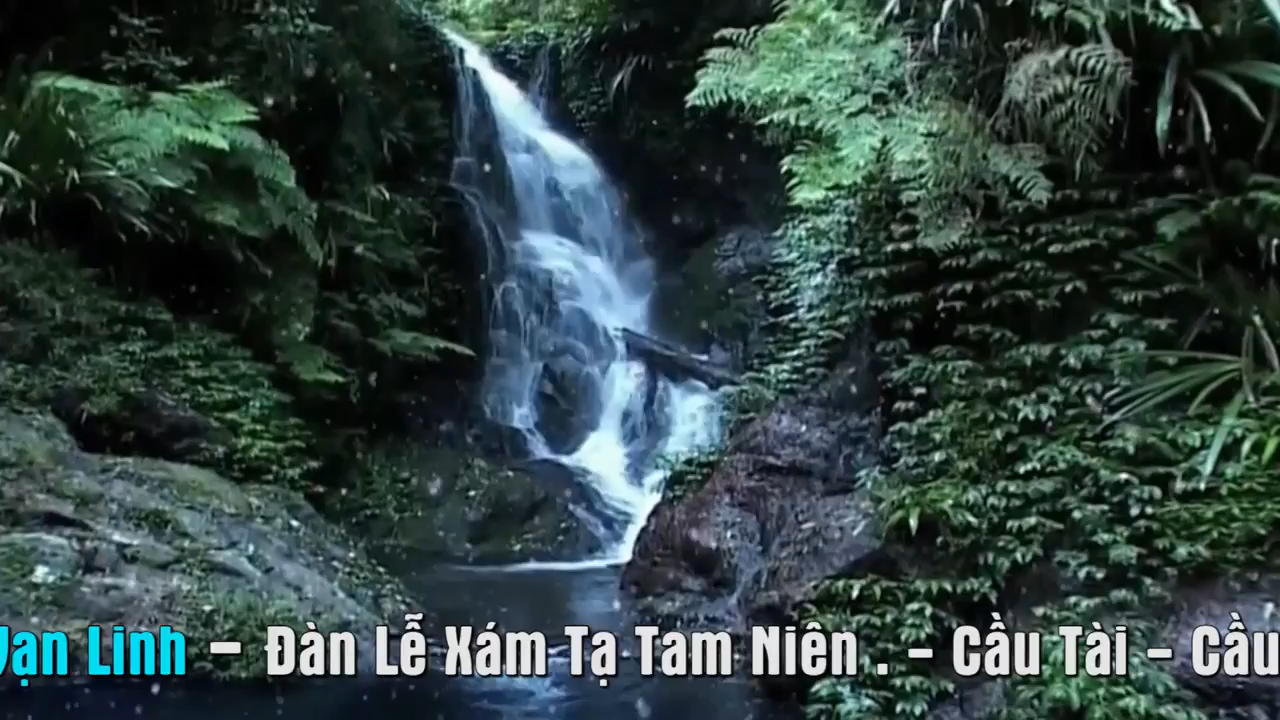 Vạn Linh – Đàn Lễ Xám Tạ Tam Niên . – Cầu Tài – Cầu